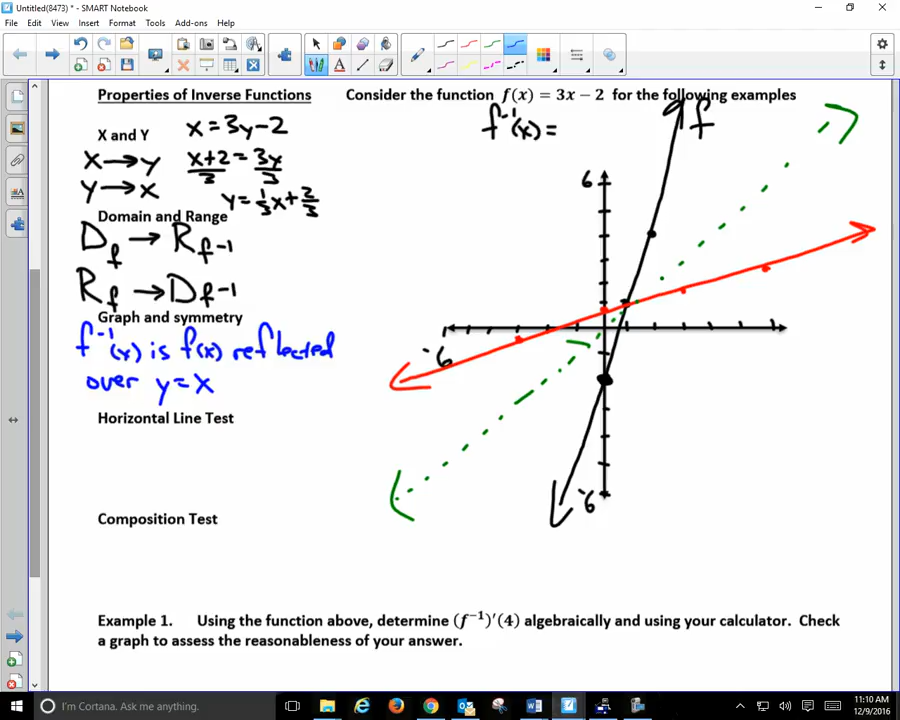 Untitled(8473) * - SMART Notebook
File Edit View Insert Format Tools Add-ons Help
Properties of Inverse Functions
Consider the function f(x) = 3x − 2 for the following examples
f⁻¹(x) =
f
X and Y
x = 3y − 2
X → y
x+2 = 3y
3 3
Y → X
y = 1/3 x + 2/3
Domain and Range
D_f → R_f-1
R_f → D_f-1
Graph and symmetry
f⁻¹(x) is f(x) reflected
over y = x
6
-6
-6
Horizontal Line Test
Composition Test
Example 1. Using the function above, determine (f⁻¹)′(4) algebraically and using your calculator. Check
a graph to assess the reasonableness of your answer.
I'm Cortana. Ask me anything.
11:10 AM
12/9/2016